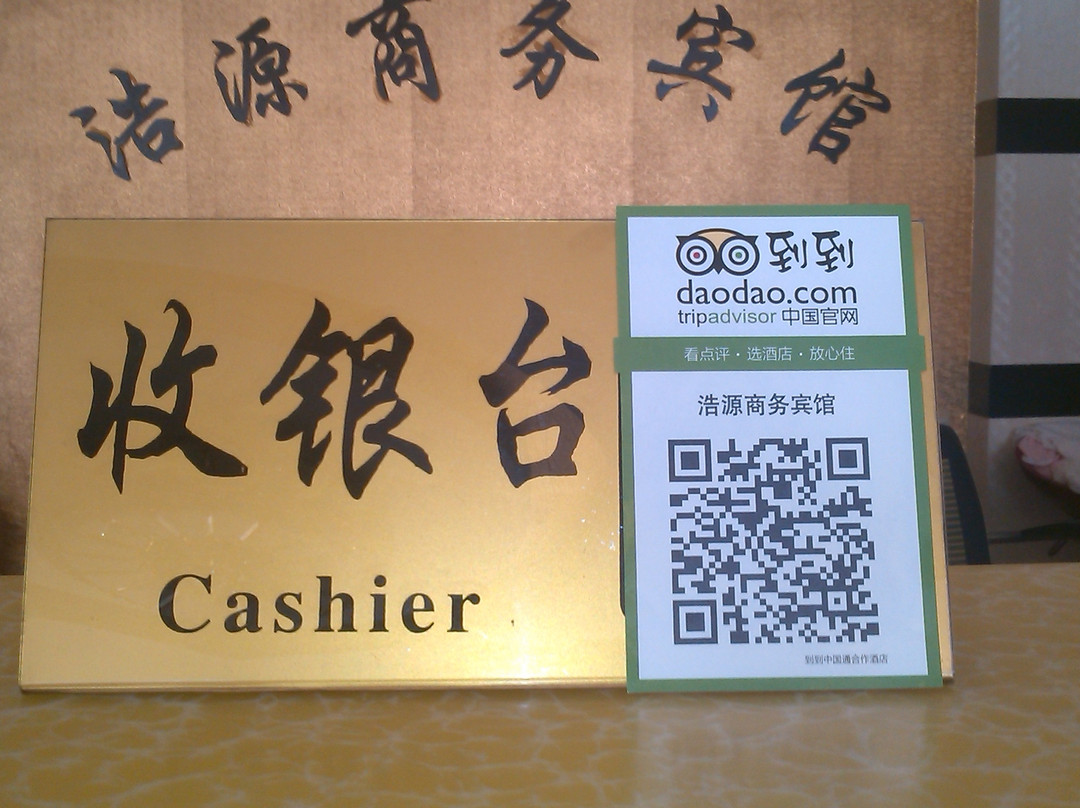 浩源商务宾馆
收银台
Cashier
到到
daodao.com
tripadvisor 中国官网
看点评·选酒店·放心住
浩源商务宾馆
到到中国通合作酒店